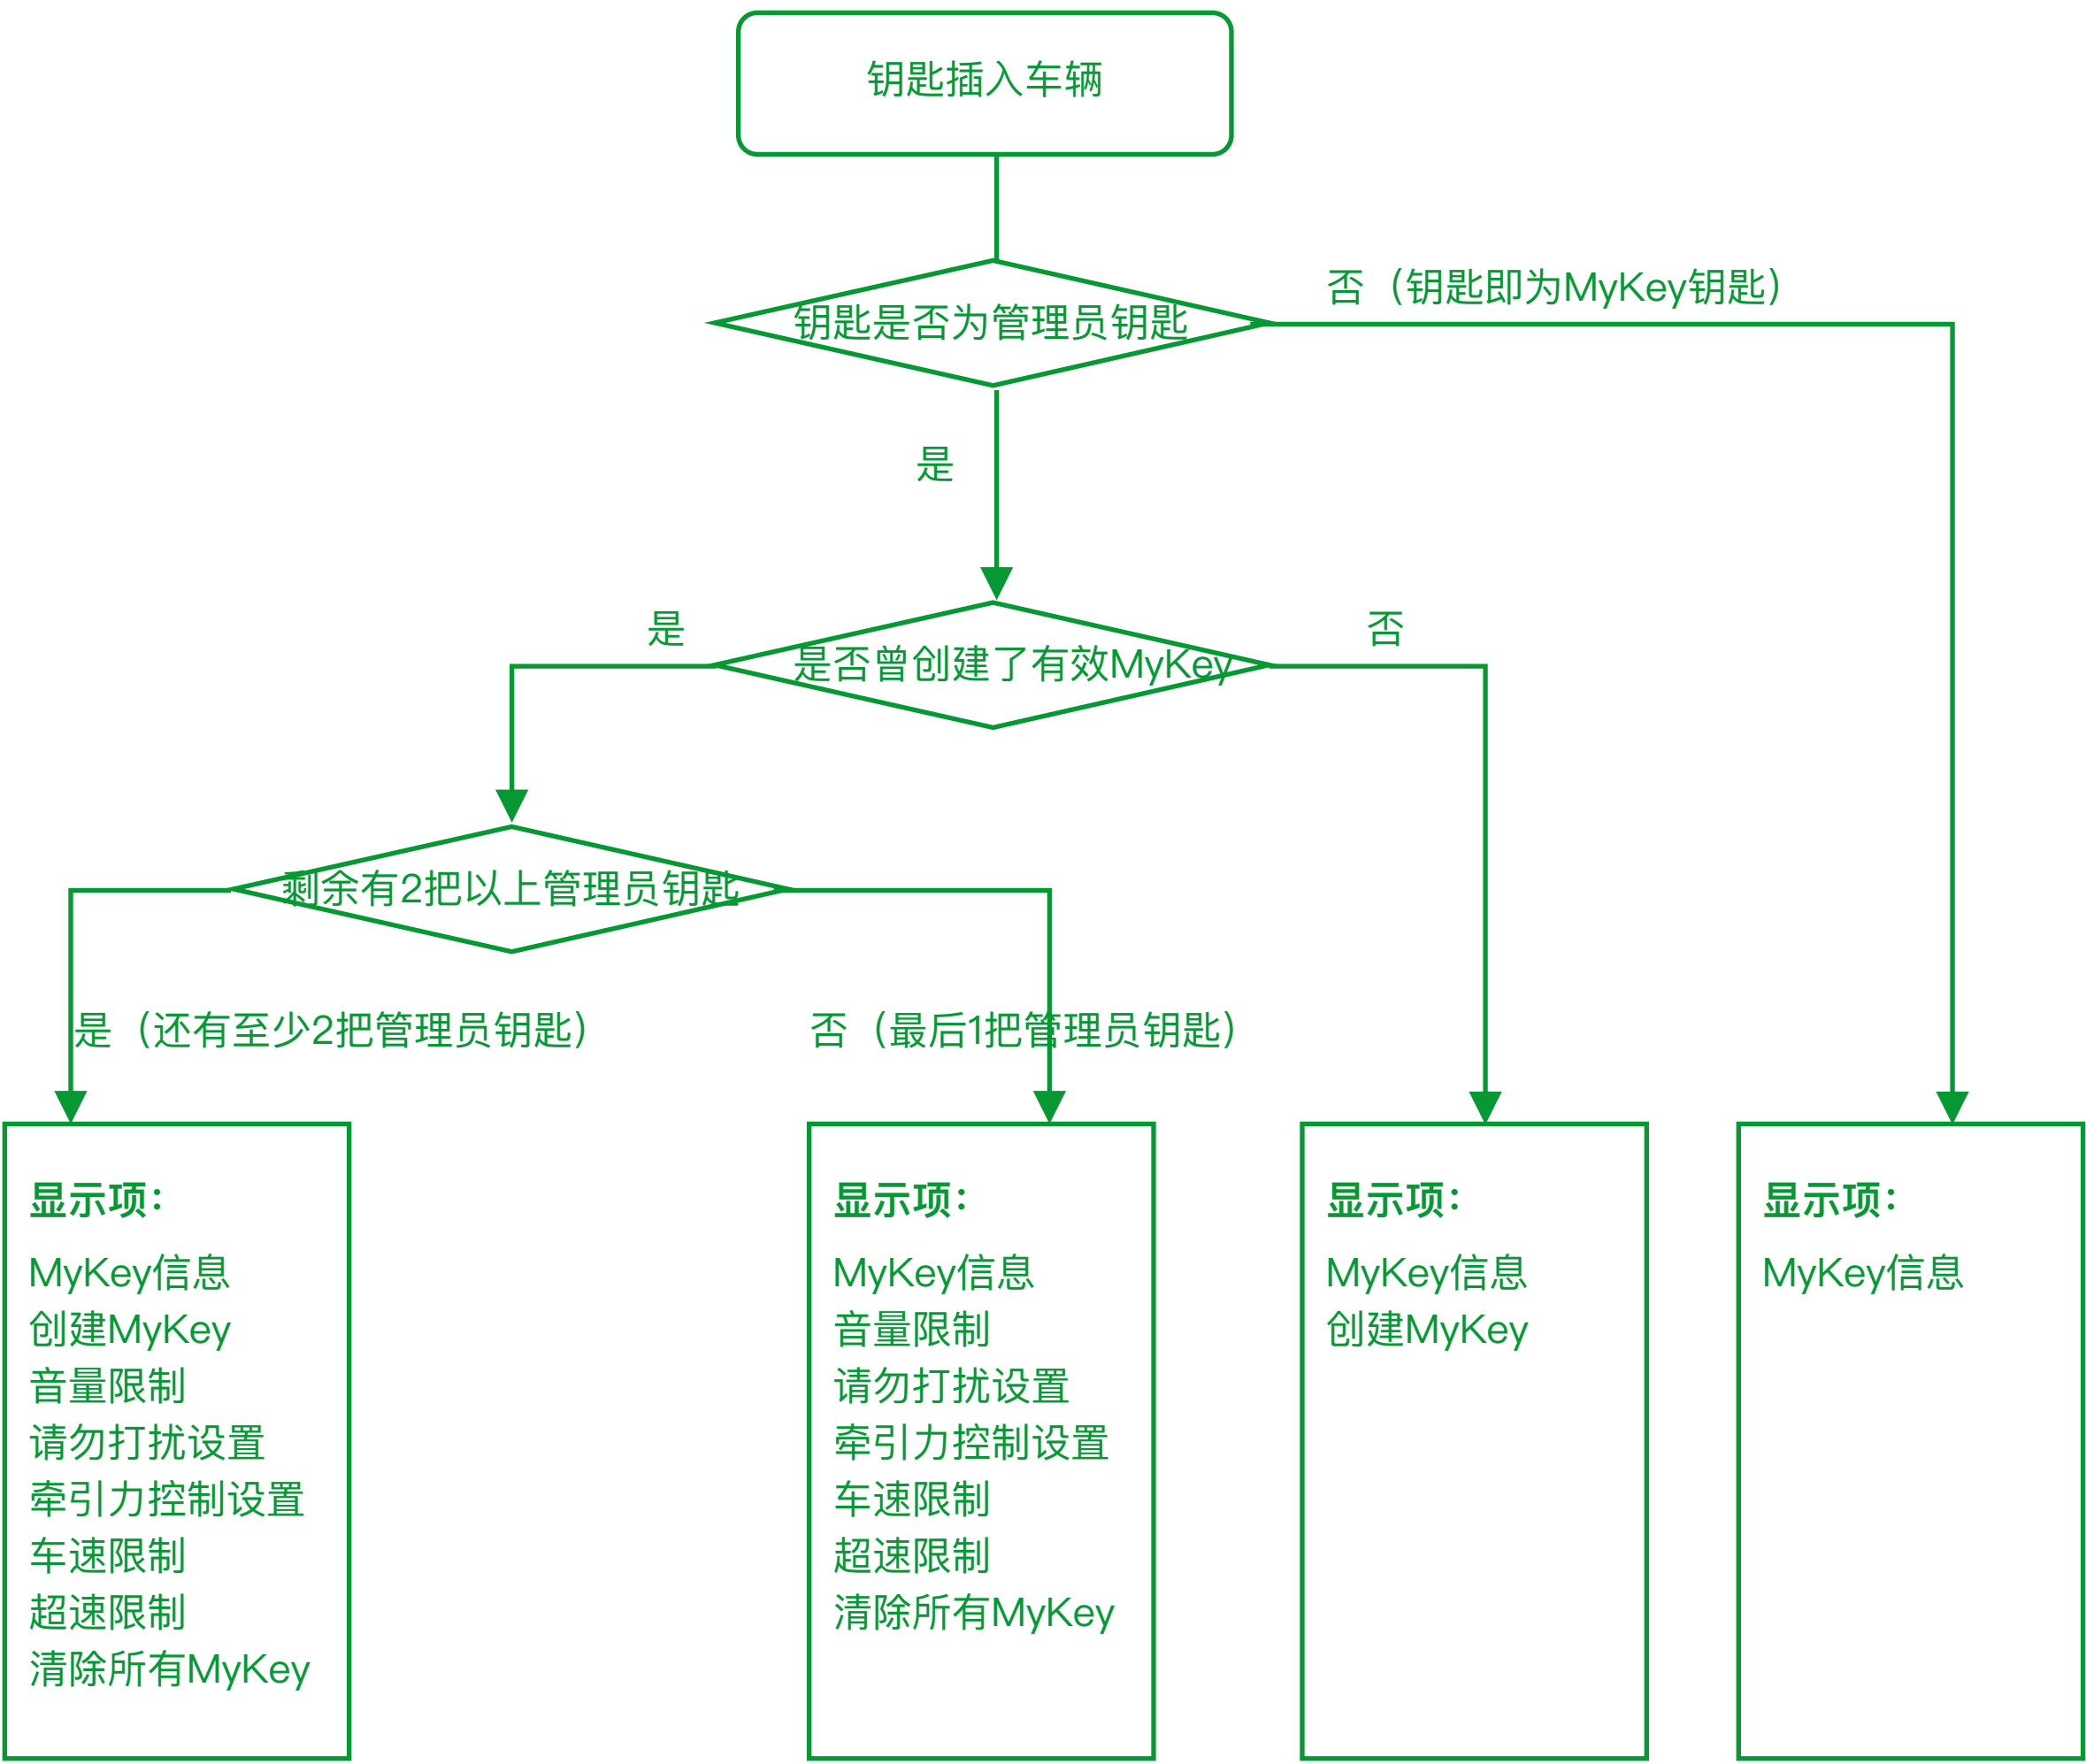 钥匙插入车辆
钥匙是否为管理员钥匙
否（钥匙即为MyKey钥匙）
是
是
是否曾创建了有效MyKey
否
剩余有2把以上管理员钥匙
是（还有至少2把管理员钥匙）
否（最后1把管理员钥匙）
显示项：
MyKey信息
创建MyKey
音量限制
请勿打扰设置
牵引力控制设置
车速限制
超速限制
清除所有MyKey
显示项：
MyKey信息
音量限制
请勿打扰设置
牵引力控制设置
车速限制
超速限制
清除所有MyKey
显示项：
MyKey信息
创建MyKey
显示项：
MyKey信息